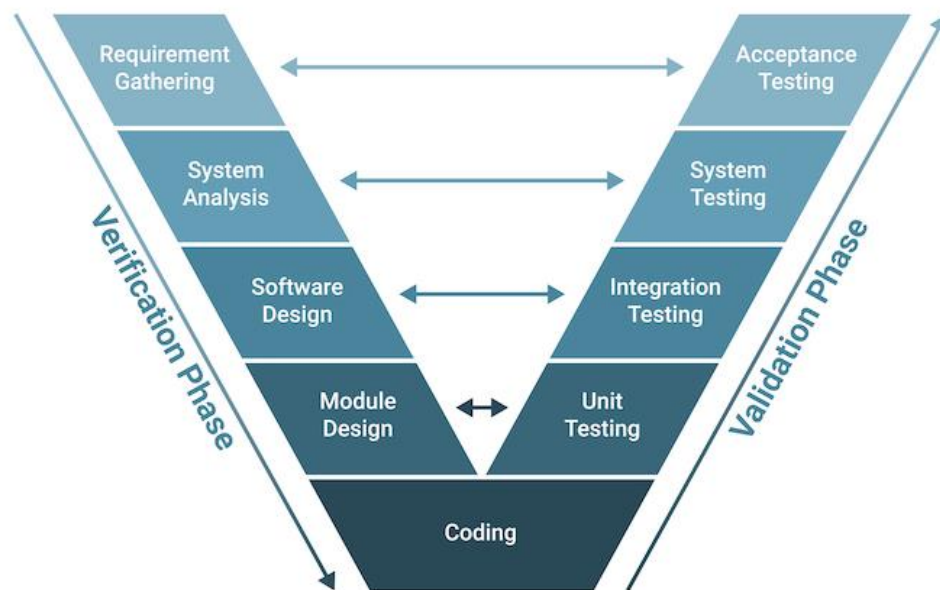 Requirement
Gathering
Acceptance
Testing
System
Analysis
System
Testing
Software
Design
Integration
Testing
Module
Design
Unit
Testing
Coding
Verification Phase
Validation Phase